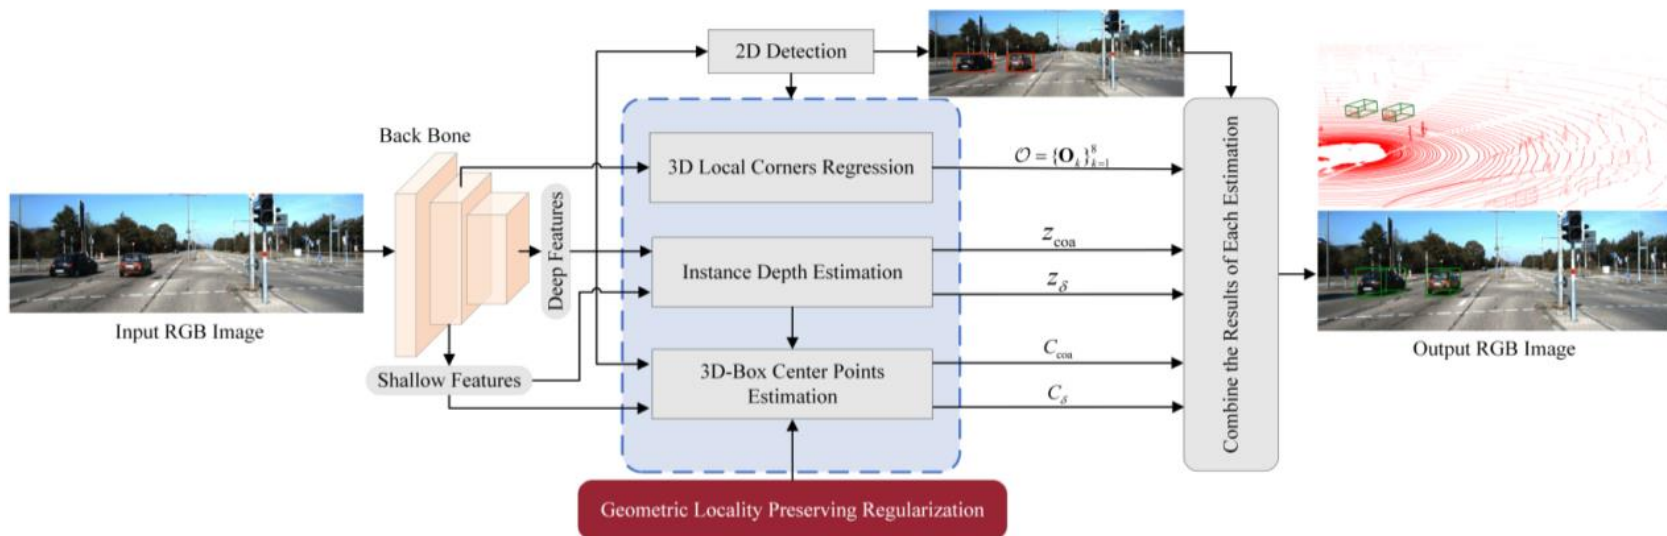 2D Detection
Back Bone
3D Local Corners Regression
𝒪 = {O_k}_{k=1}^8
Deep Features
Instance Depth Estimation
z_coa
z_δ
Input RGB Image
Shallow Features
3D-Box Center Points
Estimation
C_coa
C_δ
Combine the Results of Each Estimation
Output RGB Image
Geometric Locality Preserving Regularization